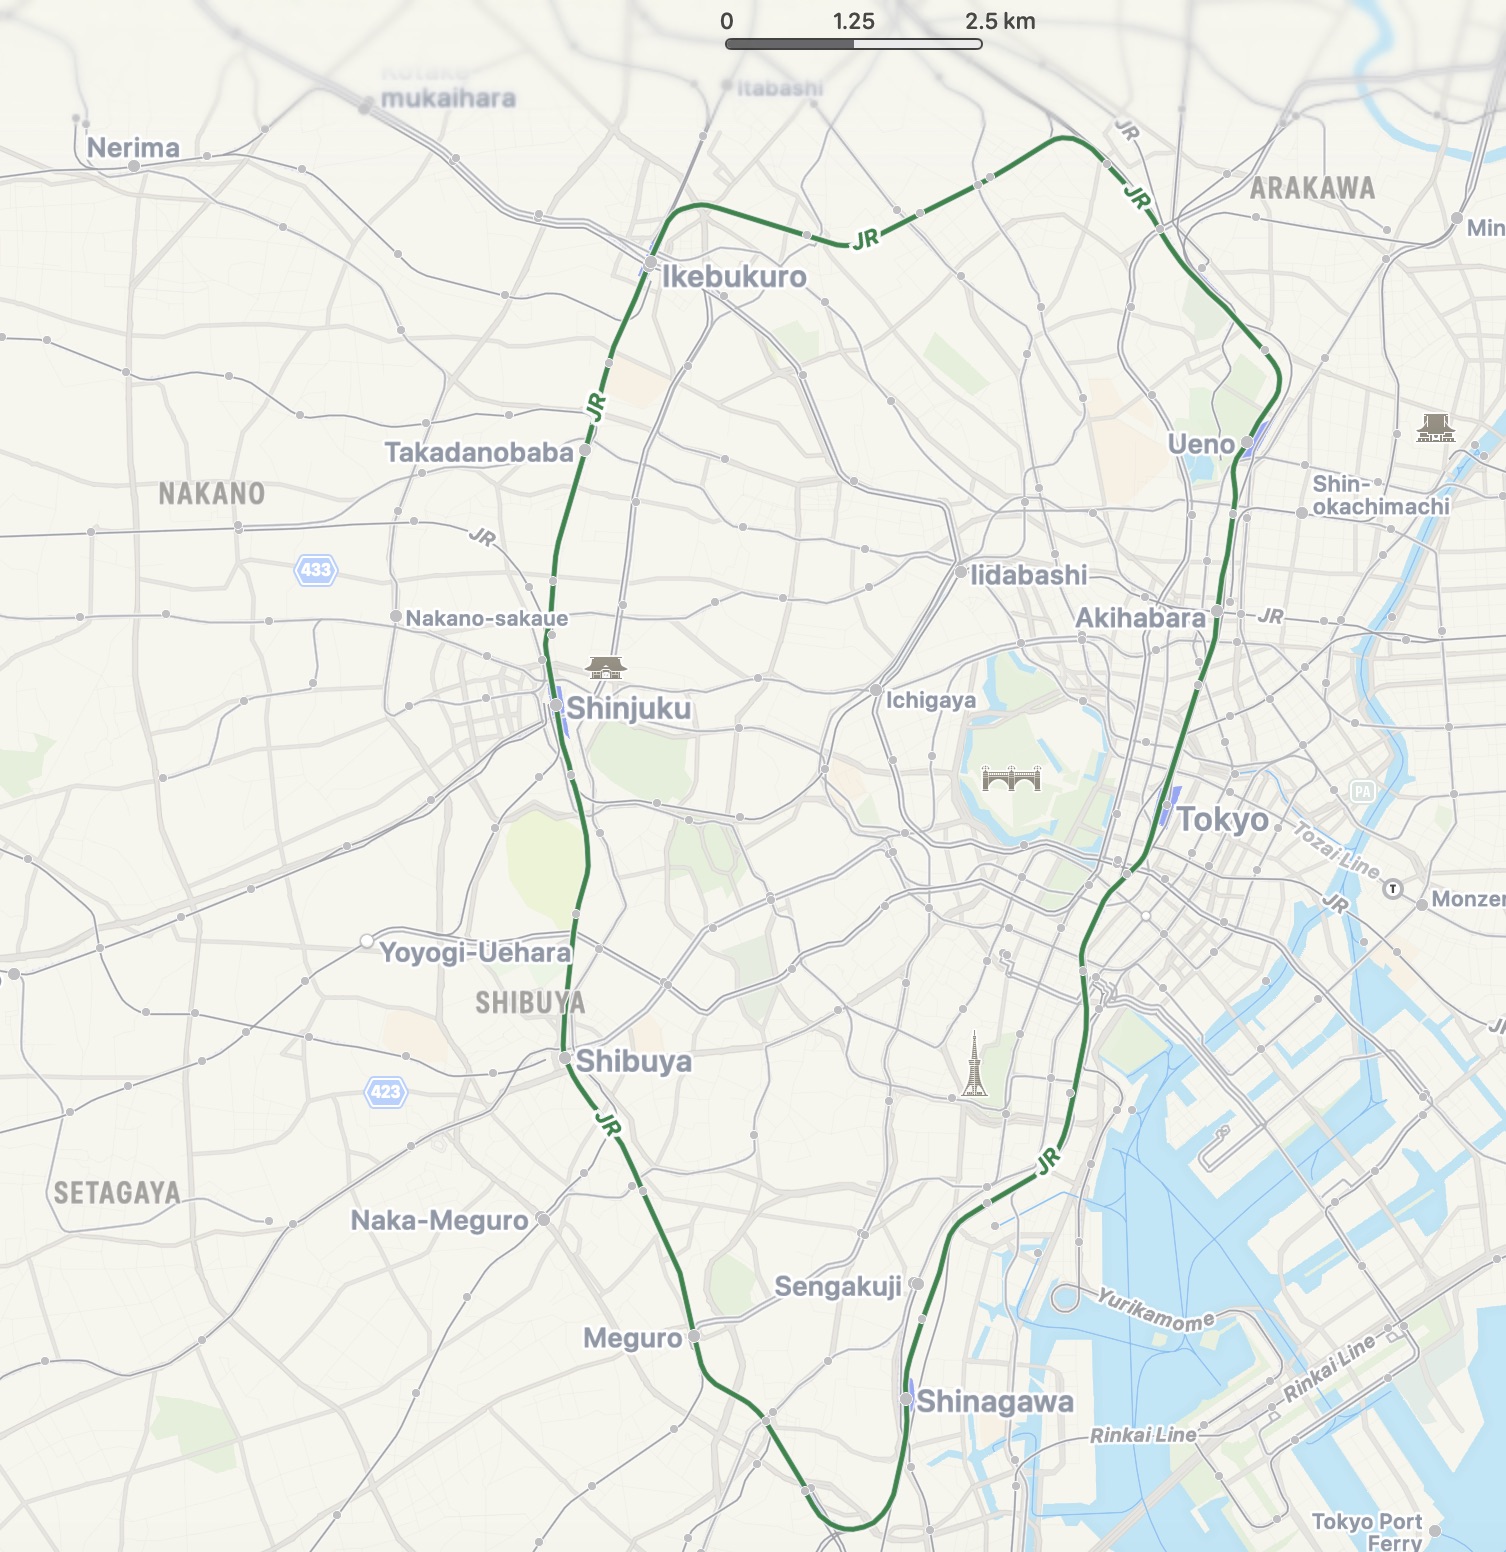 0 1.25 2.5 km
Itabashi
Kotake-
mukaihara
JR
Nerima
ARAKAWA
JR
Min
JR
Ikebukuro
JR
Ueno
Takadanobaba
Shin-
okachimachi
NAKANO
JR
433
Iidabashi
Nakano-sakaue
Akihabara
JR
Ichigaya
Shinjuku
PA
Tokyo
Tozai Line
T
JR
Monzen
Yoyogi-Uehara
SHIBUYA
JR
Shibuya
423
JR
JR
SETAGAYA
Naka-Meguro
Sengakuji
Yurikamome
Meguro
Rinkai Line
Shinagawa
Rinkai Line
Tokyo Port
Ferry